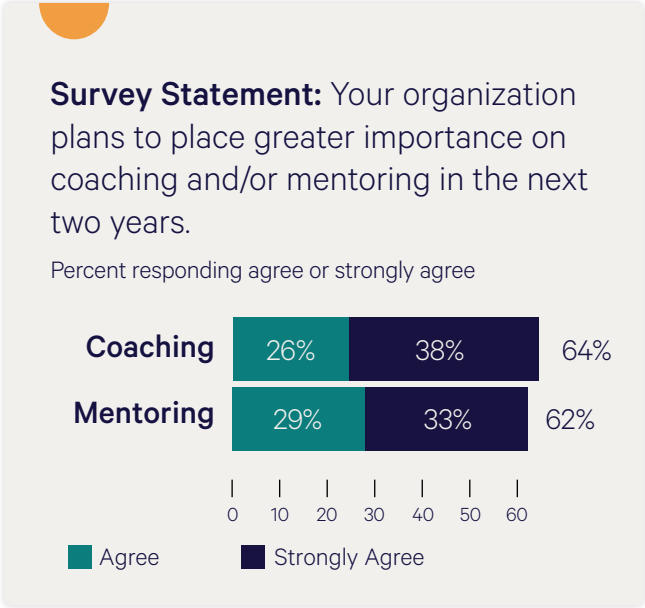 Survey Statement: Your organization
plans to place greater importance on
coaching and/or mentoring in the next
two years.
Percent responding agree or strongly agree
Coaching 26% 38% 64%
Mentoring 29% 33% 62%
0 10 20 30 40 50 60
Agree Strongly Agree